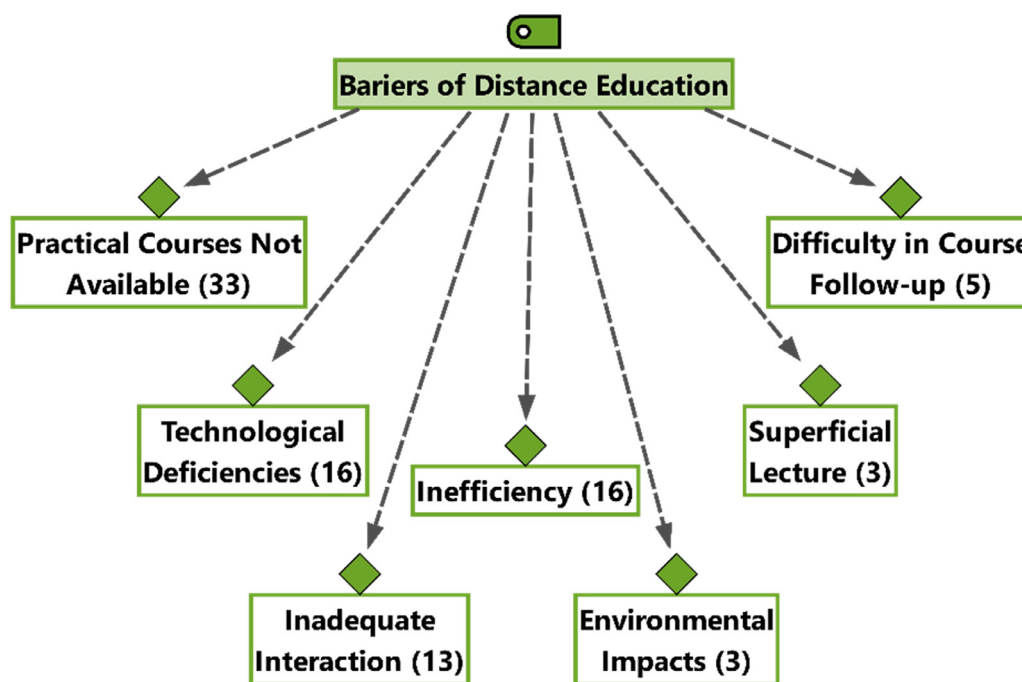 Bariers of Distance Education
Practical Courses Not
Available (33)
Difficulty in Course
Follow-up (5)
Technological
Deficiencies (16)
Inefficiency (16)
Superficial
Lecture (3)
Inadequate
Interaction (13)
Environmental
Impacts (3)